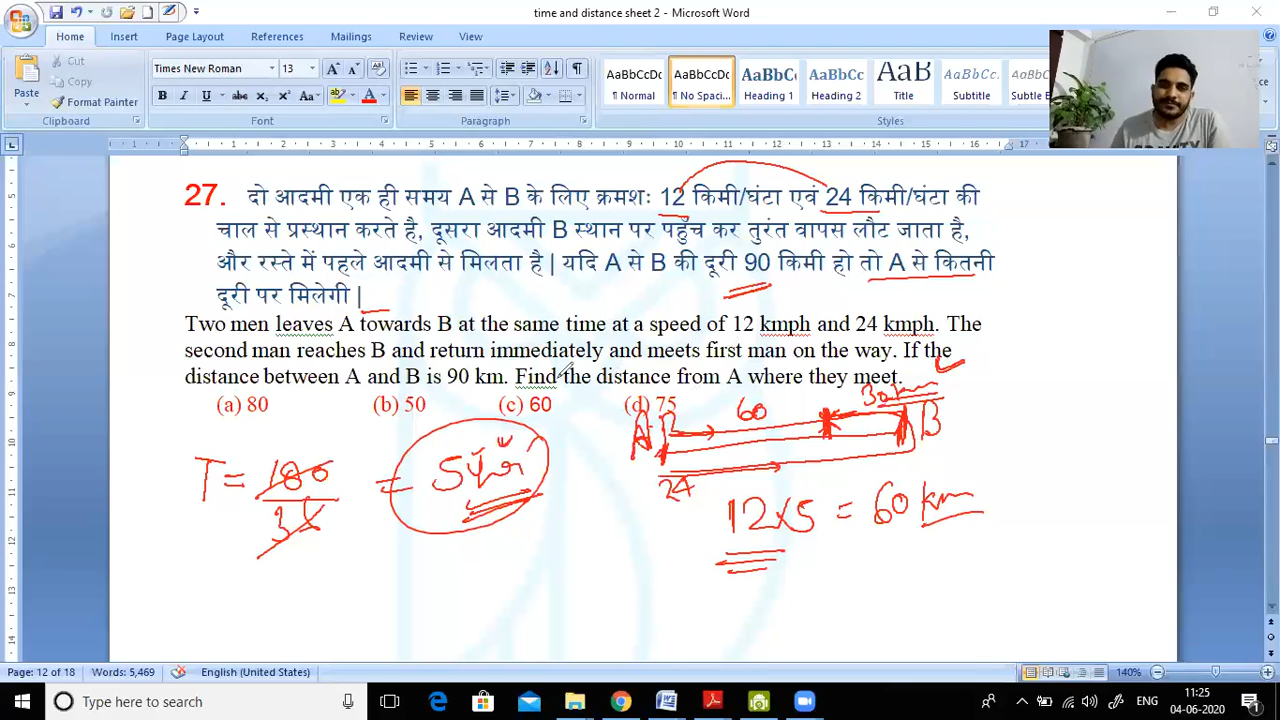 time and distance sheet 2 - Microsoft Word
Home Insert Page Layout References Mailings Review View
Paste
Cut
Copy
Format Painter
Clipboard
Times New Roman 13
B I U abc x₂ x² Aa
Font
Paragraph
AaBbCcDc AaBbCcDc AaBbCc AaBbCc AaB AaBbCc. AaBbCc
¶ Normal ¶ No Spaci... Heading 1 Heading 2 Title Subtitle Subtle E
Styles
27. दो आदमी एक ही समय A से B के लिए क्रमशः 12 किमी/घंटा एवं 24 किमी/घंटा की
चाल से प्रस्थान करते है, दूसरा आदमी B स्थान पर पहुँच कर तुरंत वापस लौट जाता है,
और रस्ते में पहले आदमी से मिलता है | यदि A से B की दूरी 90 किमी हो तो A से कितनी
दूरी पर मिलेगी |
Two men leaves A towards B at the same time at a speed of 12 kmph and 24 kmph. The
second man reaches B and return immediately and meets first man on the way. If the
distance between A and B is 90 km. Find the distance from A where they meet.
(a) 80 (b) 50 (c) 60 (d) 75
A 12 60 30 km B
24
T = 180/36 = 5
12×5 = 60 km
Page: 12 of 18 Words: 5,469 English (United States) 140%
Type here to search
ENG
11:25
04-06-2020